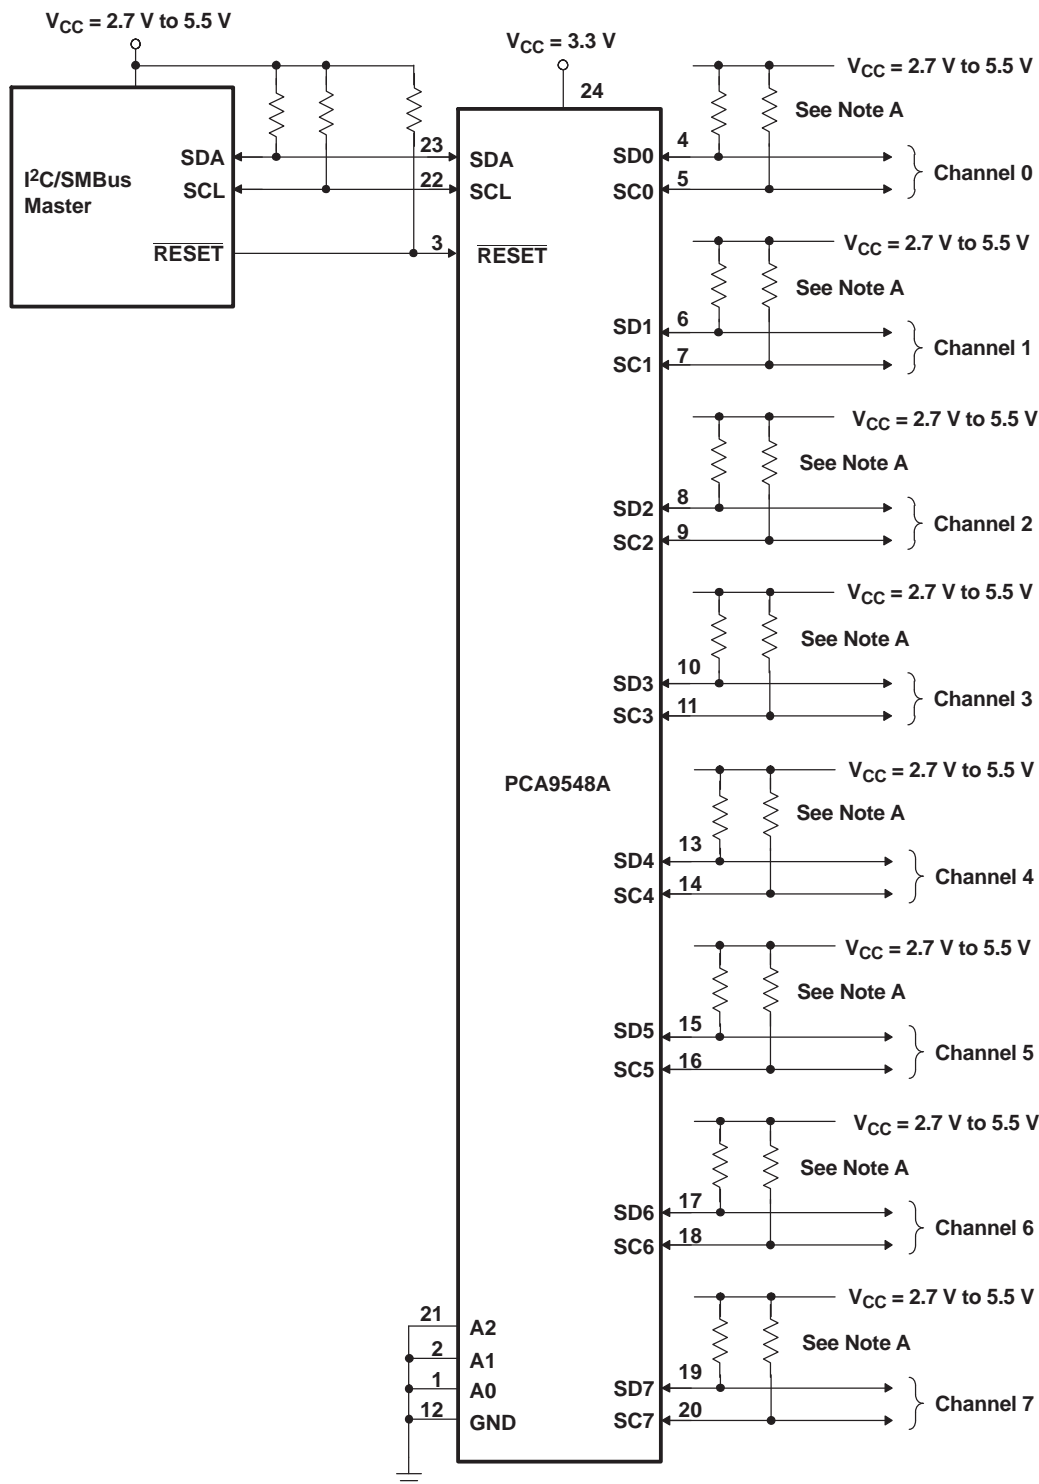 VCC = 2.7 V to 5.5 V
VCC = 3.3 V
24
I2C/SMBus
Master
SDA
SCL
RESET
23
22
3
SDA
SCL
RESET
PCA9548A
21
2
1
12
A2
A1
A0
GND
VCC = 2.7 V to 5.5 V
See Note A
SD0 4
SC0 5
Channel 0
VCC = 2.7 V to 5.5 V
See Note A
SD1 6
SC1 7
Channel 1
VCC = 2.7 V to 5.5 V
See Note A
SD2 8
SC2 9
Channel 2
VCC = 2.7 V to 5.5 V
See Note A
SD3 10
SC3 11
Channel 3
VCC = 2.7 V to 5.5 V
See Note A
SD4 13
SC4 14
Channel 4
VCC = 2.7 V to 5.5 V
See Note A
SD5 15
SC5 16
Channel 5
VCC = 2.7 V to 5.5 V
See Note A
SD6 17
SC6 18
Channel 6
VCC = 2.7 V to 5.5 V
See Note A
SD7 19
SC7 20
Channel 7